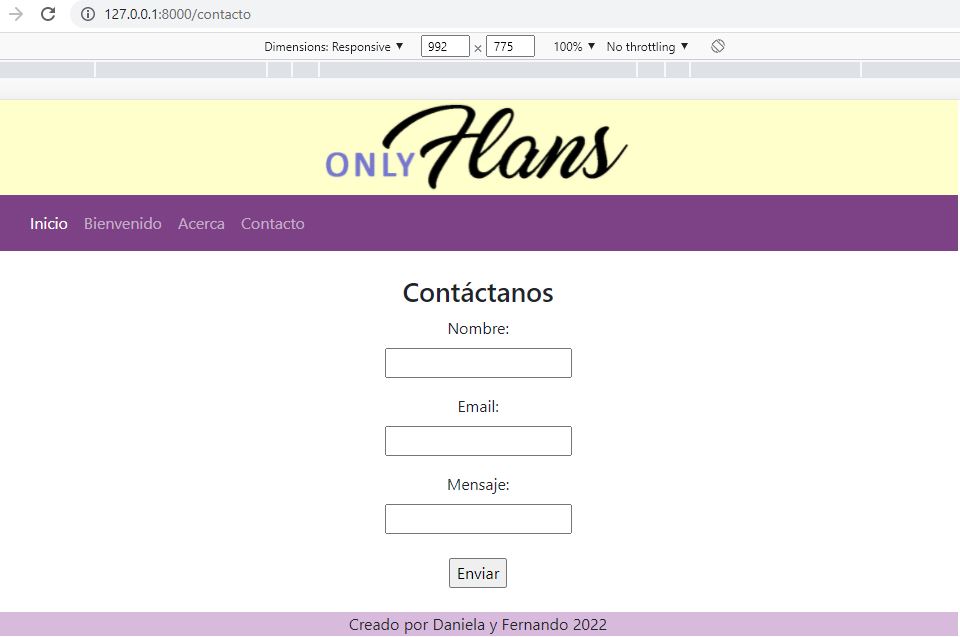 127.0.0.1:8000/contacto
Dimensions: Responsive ▼ 992 × 775 100% ▼ No throttling ▼
ONLY Flans
Inicio Bienvenido Acerca Contacto
Contáctanos
Nombre:
Email:
Mensaje:
Enviar
Creado por Daniela y Fernando 2022